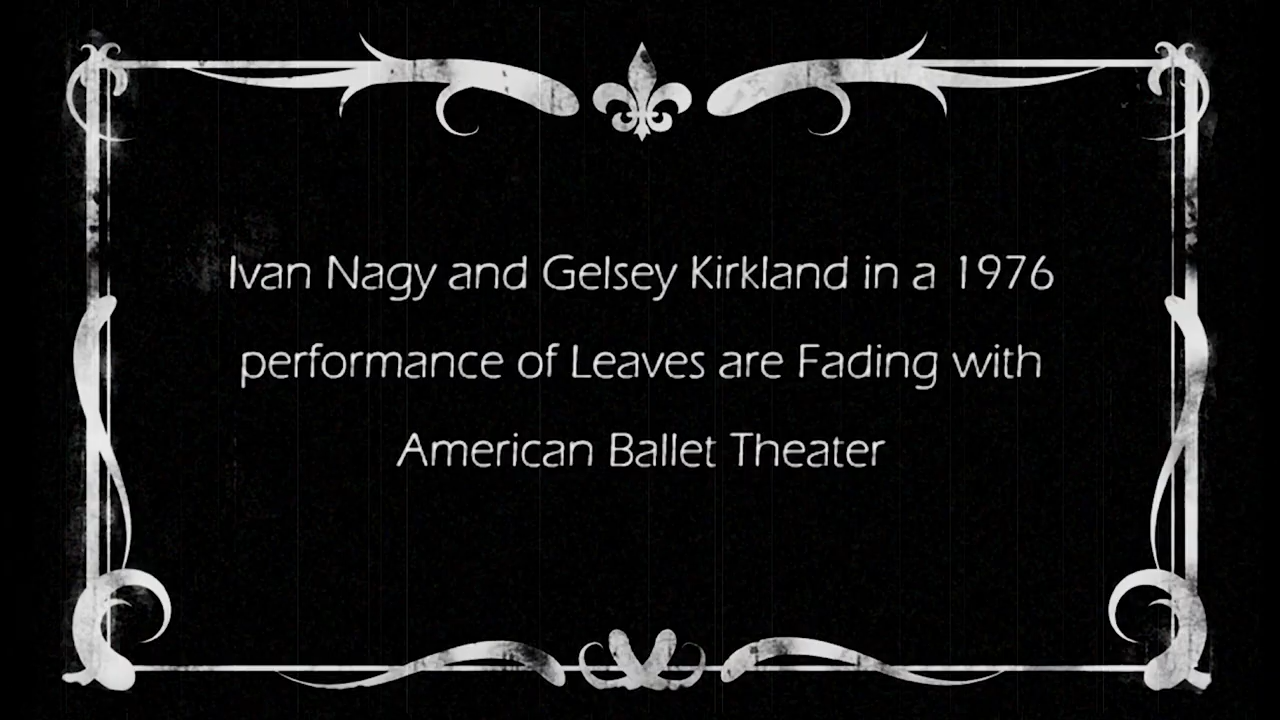 Ivan Nagy and Gelsey Kirkland in a 1976
performance of Leaves are Fading with
American Ballet Theater